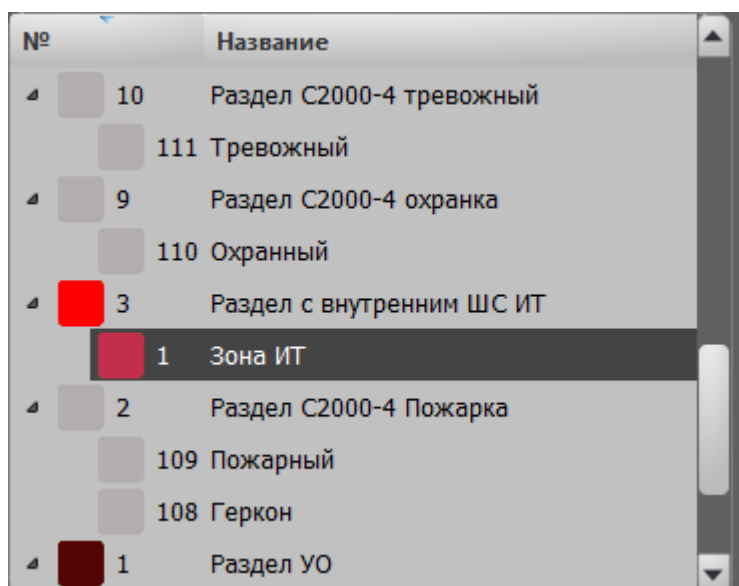 № Название
10 Раздел С2000-4 тревожный
111 Тревожный
9 Раздел С2000-4 охранка
110 Охранный
3 Раздел с внутренним ШС ИТ
1 Зона ИТ
2 Раздел С2000-4 Пожарка
109 Пожарный
108 Геркон
1 Раздел УО